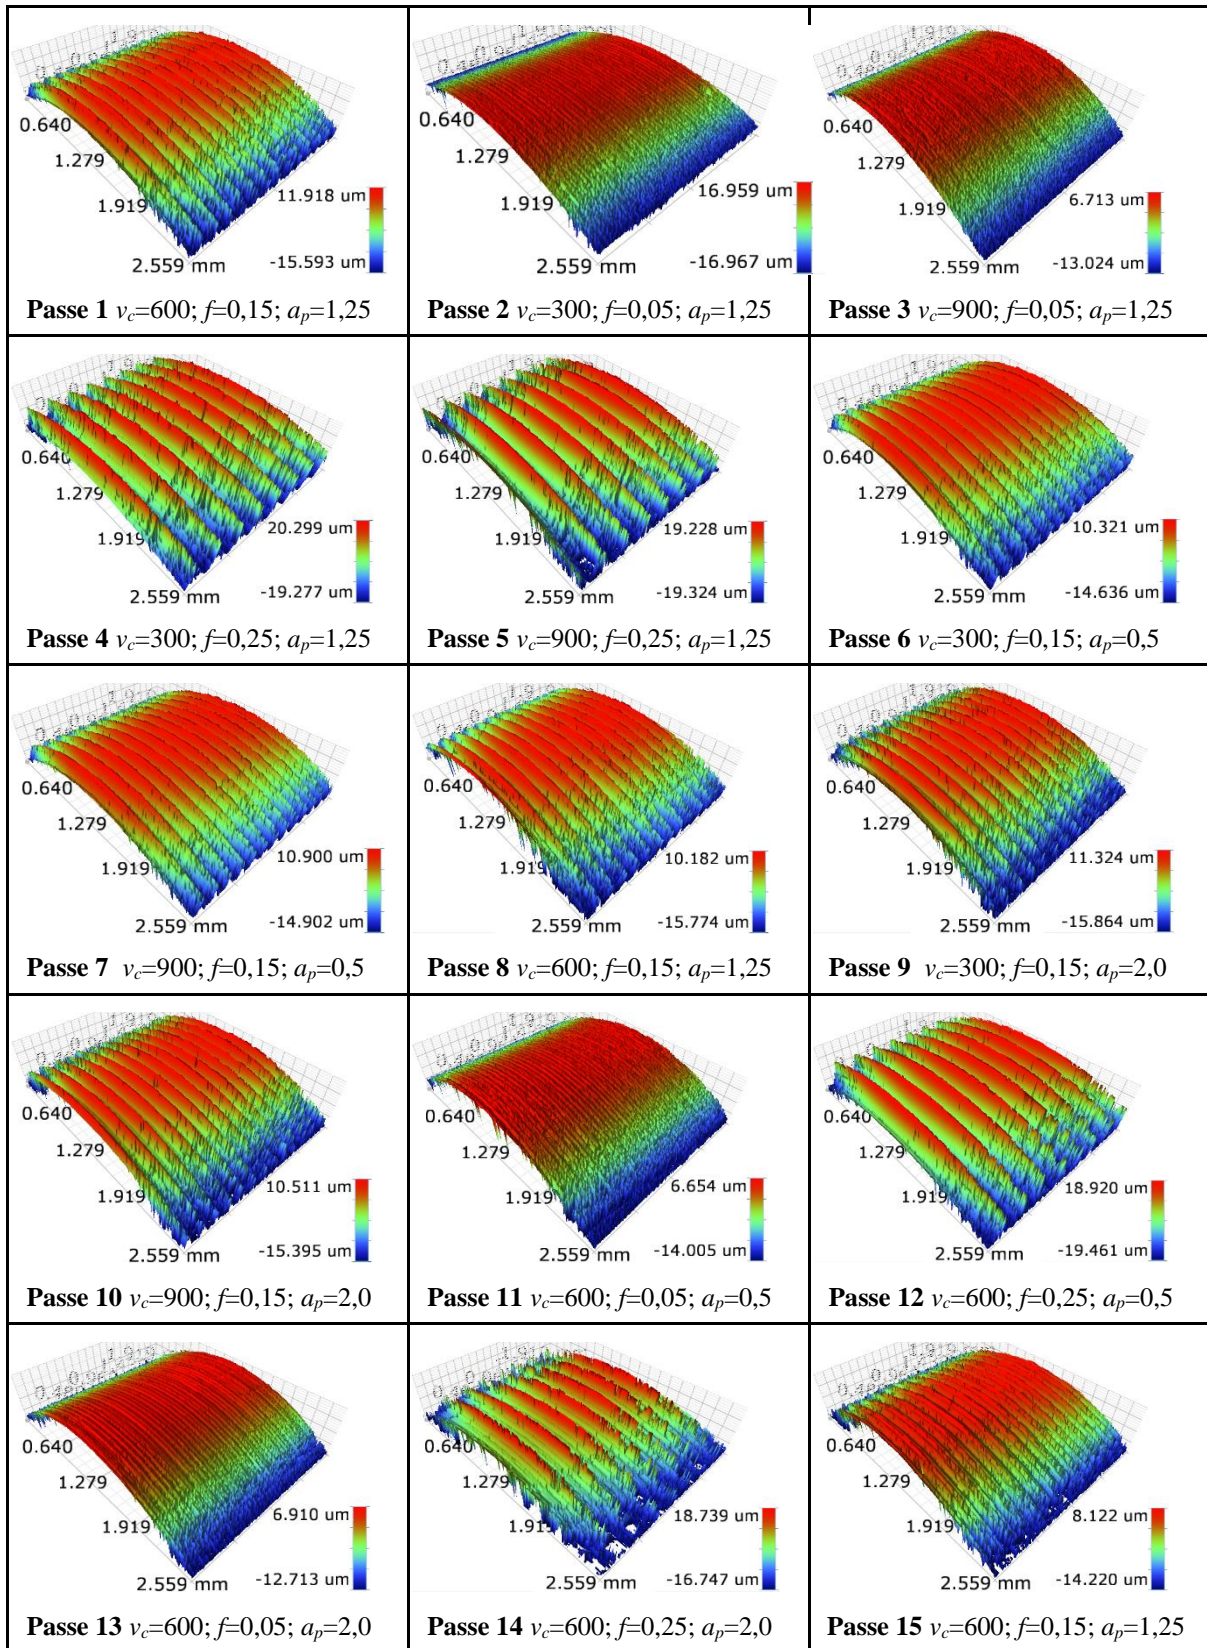 0.640
1.279
1.919
2.559 mm
11.918 um
-15.593 um
Passe 1 vc=600; f=0,15; ap=1,25
0.640
1.279
1.919
2.559 mm
16.959 um
-16.967 um
Passe 2 vc=300; f=0,05; ap=1,25
0.640
1.279
1.919
2.559 mm
6.713 um
-13.024 um
Passe 3 vc=900; f=0,05; ap=1,25
0.640
1.279
1.919
2.559 mm
20.299 um
-19.277 um
Passe 4 vc=300; f=0,25; ap=1,25
0.640
1.279
1.919
2.559 mm
19.228 um
-19.324 um
Passe 5 vc=900; f=0,25; ap=1,25
0.640
1.279
1.919
2.559 mm
10.321 um
-14.636 um
Passe 6 vc=300; f=0,15; ap=0,5
0.640
1.279
1.919
2.559 mm
10.900 um
-14.902 um
Passe 7 vc=900; f=0,15; ap=0,5
0.640
1.279
1.919
2.559 mm
10.182 um
-15.774 um
Passe 8 vc=600; f=0,15; ap=1,25
0.640
1.279
1.919
2.559 mm
11.324 um
-15.864 um
Passe 9 vc=300; f=0,15; ap=2,0
0.640
1.279
1.919
2.559 mm
10.511 um
-15.395 um
Passe 10 vc=900; f=0,15; ap=2,0
0.640
1.279
1.919
2.559 mm
6.654 um
-14.005 um
Passe 11 vc=600; f=0,05; ap=0,5
0.640
1.279
1.919
2.559 mm
18.920 um
-19.461 um
Passe 12 vc=600; f=0,25; ap=0,5
0.640
1.279
1.919
2.559 mm
6.910 um
-12.713 um
Passe 13 vc=600; f=0,05; ap=2,0
0.640
1.279
1.919
2.559 mm
18.739 um
-16.747 um
Passe 14 vc=600; f=0,25; ap=2,0
0.640
1.279
1.919
2.559 mm
8.122 um
-14.220 um
Passe 15 vc=600; f=0,15; ap=1,25